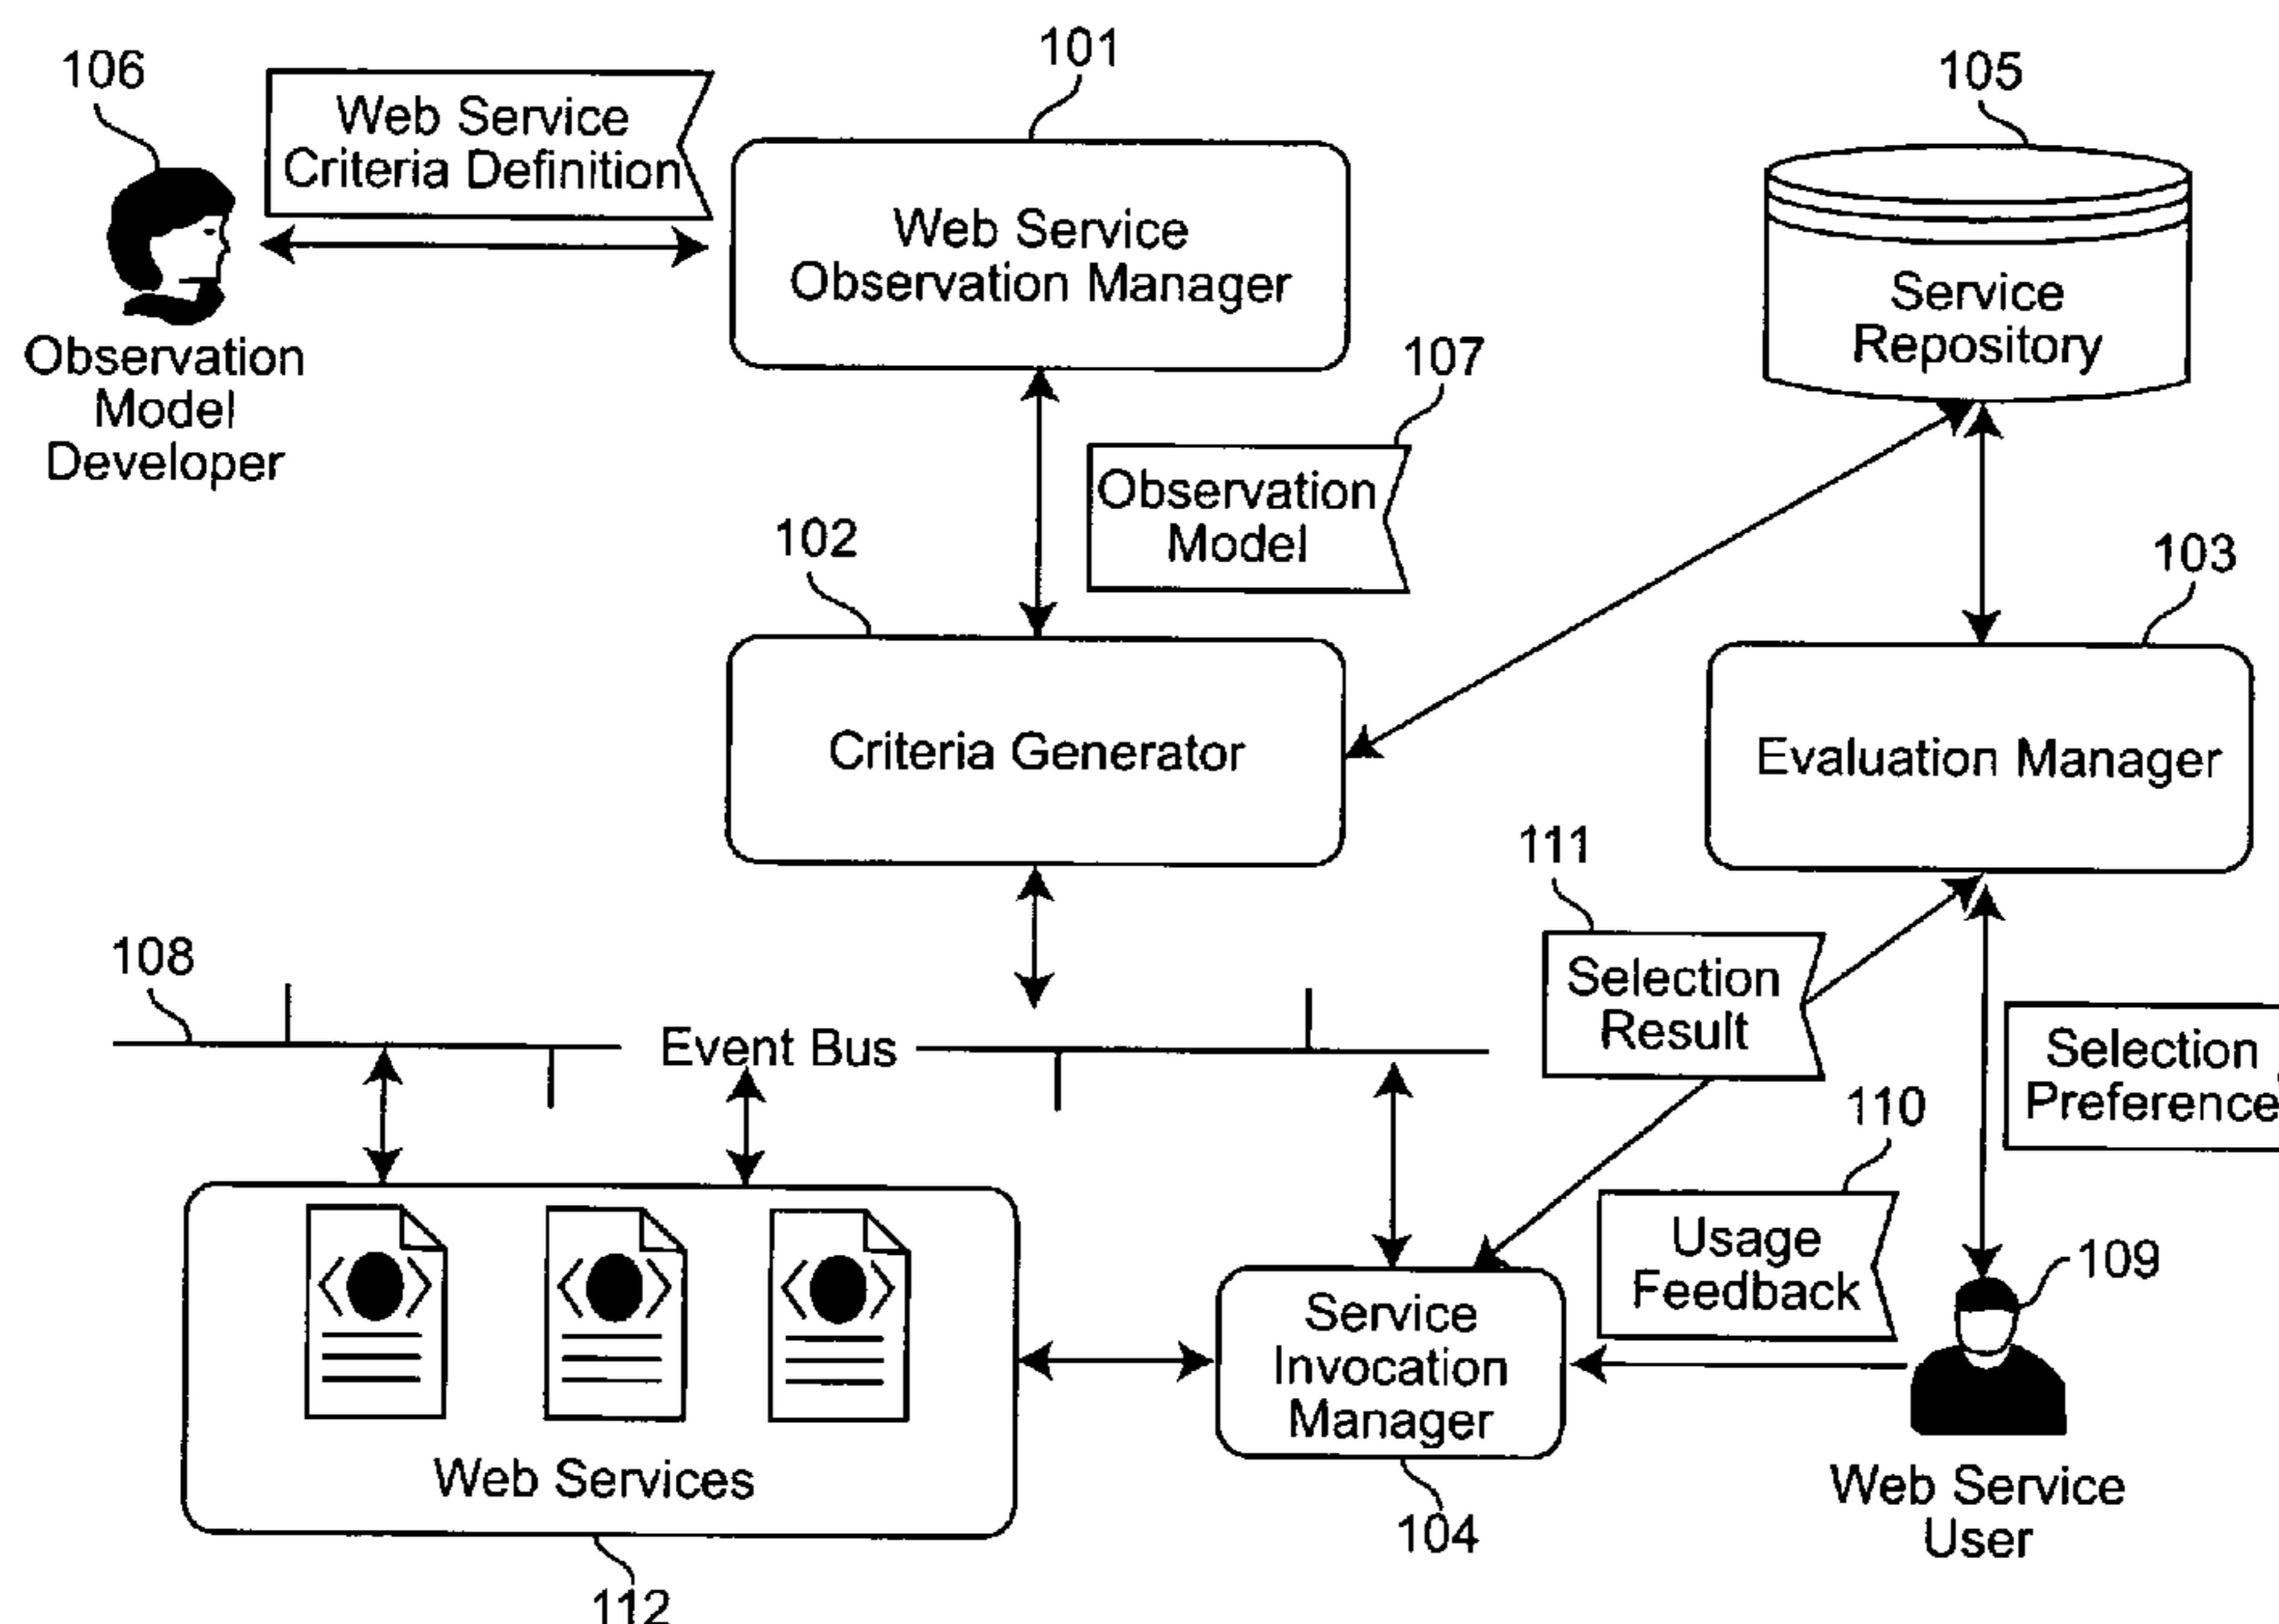 101
106
105
Web Service
Criteria Definition
Web Service
Observation Manager
Service
Repository
Observation
Model
Developer
107
Observation
Model
102
103
Criteria Generator
Evaluation Manager
111
108
Selection
Result
Event Bus
Selection
Preference
110
Usage
Feedback
109
Service
Invocation
Manager
Web Services
Web Service
User
104
112